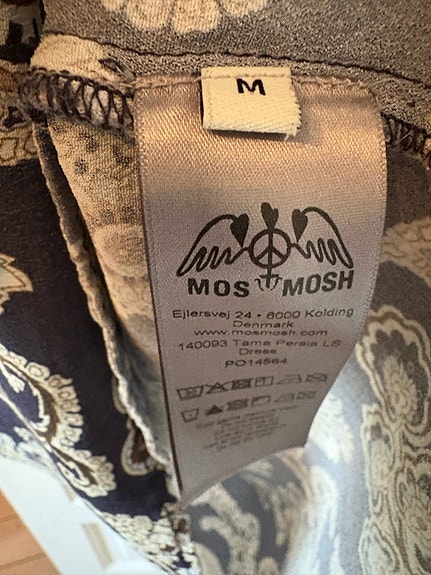 M
MOS MOSH
Ejlersvej 24 • 6000 Kolding
Denmark
www.mosmosh.com
140093 Tama Persia LS
Dress
PO14564